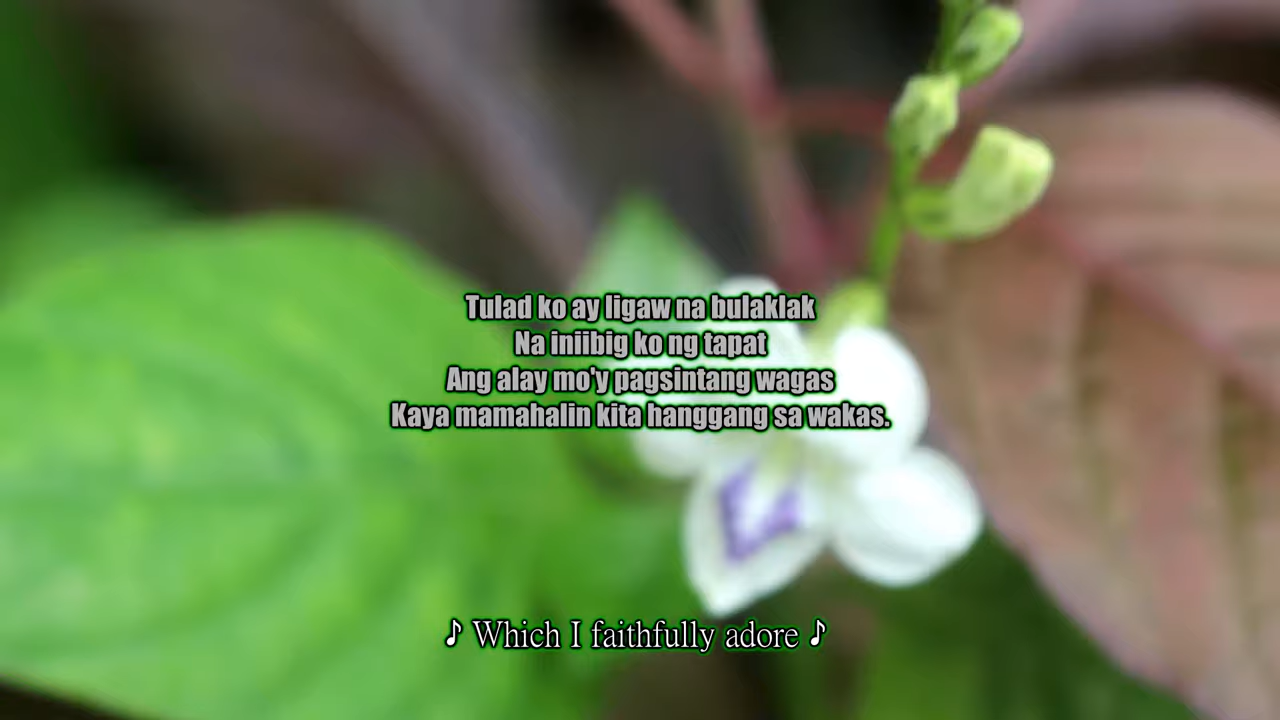 Tulad ko ay ligaw na bulaklak
Na iniibig ko ng tapat
Ang alay mo'y pagsintang wagas
Kaya mamahalin kita hanggang sa wakas.
♪ Which I faithfully adore ♪